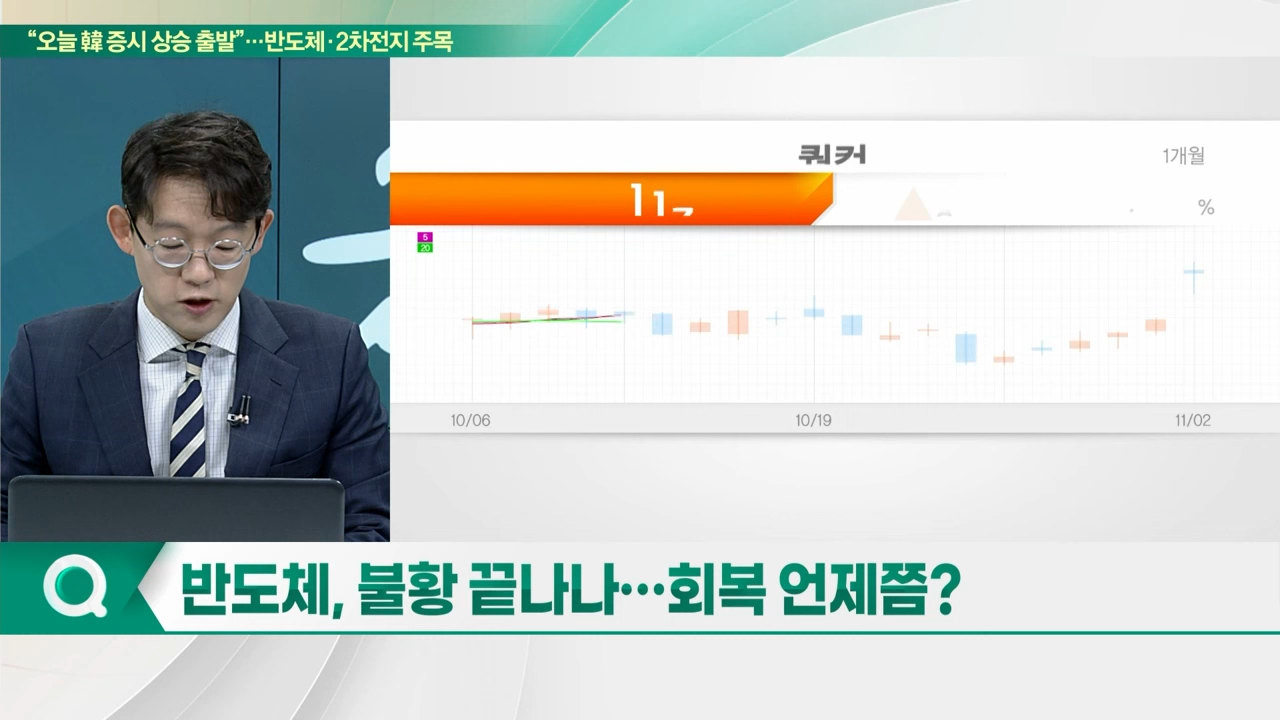 “오늘 韓 증시 상승 출발”…반도체·2차전지 주목
1개월
%
5
20
10/06
10/19
11/02
반도체, 불황 끝나나…회복 언제쯤?